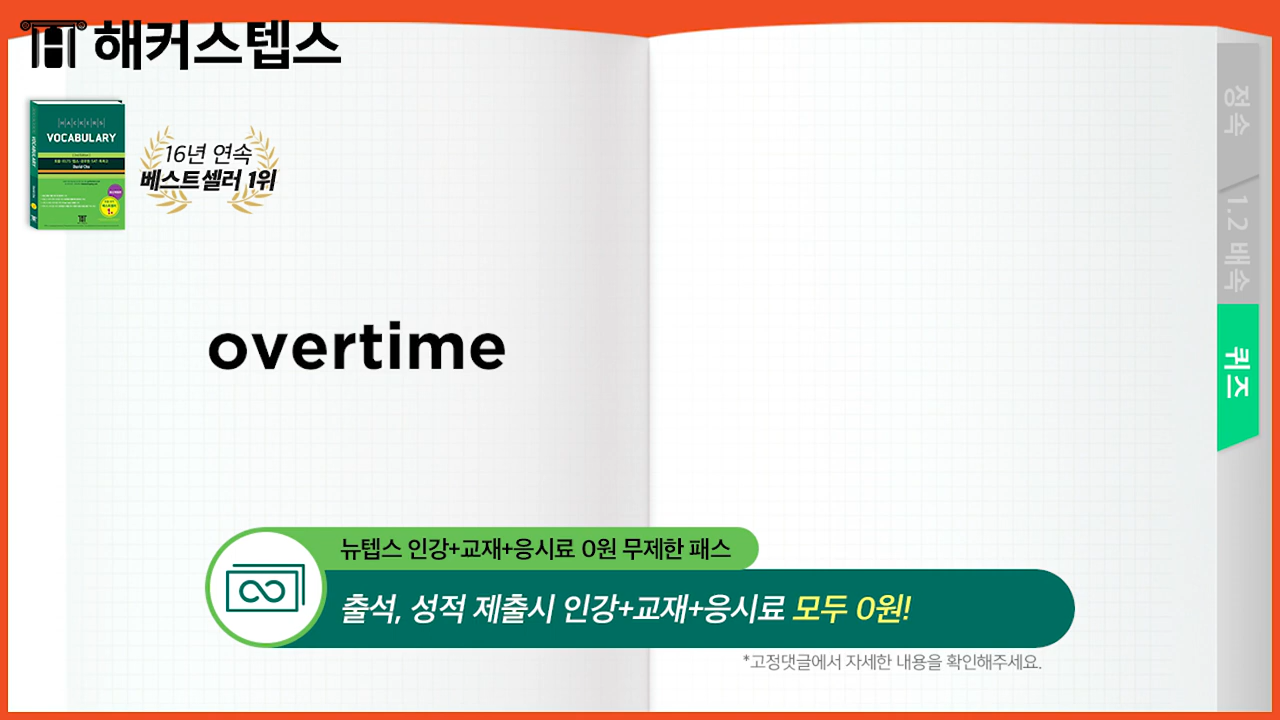 해커스텝스
HACKERS
VOCABULARY
16년 연속
베스트셀러 1위
overtime
정속
1.2 배속
퀴즈
뉴텝스 인강+교재+응시료 0원 무제한 패스
출석, 성적 제출시 인강+교재+응시료 모두 0원!
*고정댓글에서 자세한 내용을 확인해주세요.